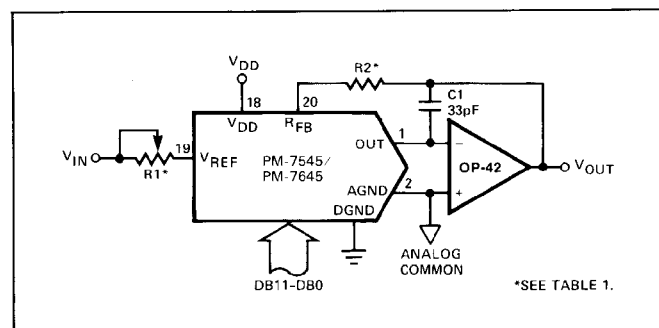 VDD
R2*
C1
33pF
18
20
VDD
RFB
VIN
R1*
19
VREF
PM-7545/
PM-7645
OUT
1
–
OP-42
+
VOUT
AGND
2
DGND
ANALOG
COMMON
DB11–DB0
*SEE TABLE 1.